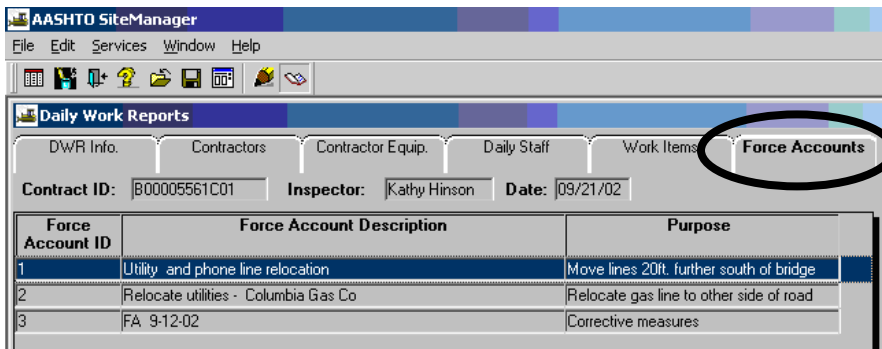 AASHTO SiteManager
File Edit Services Window Help
Daily Work Reports
DWR Info. Contractors Contractor Equip. Daily Staff Work Items Force Accounts
Contract ID: B00005561C01 Inspector: Kathy Hinson Date: 09/21/02
Force Account ID Force Account Description Purpose
1 Utility and phone line relocation Move lines 20ft. further south of bridge
2 Relocate utilities - Columbia Gas Co Relocate gas line to other side of road
3 FA 9-12-02 Corrective measures